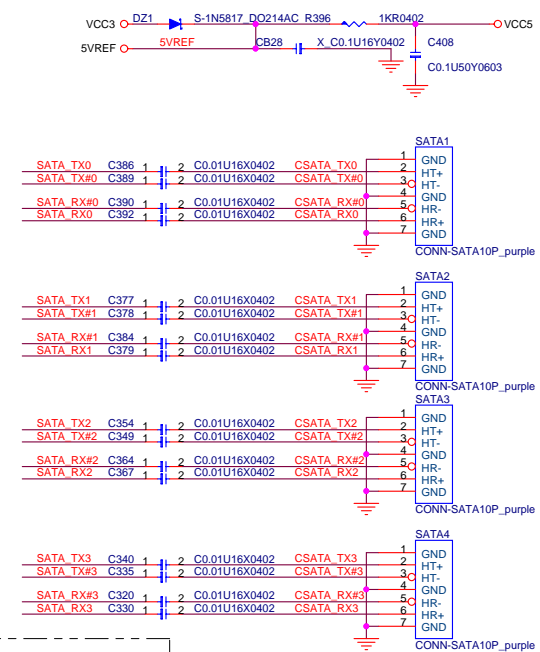 VCC3 DZ1 S-1N5817_DO214AC R396 1KR0402 VCC5
5VREF 5VREF CB28 X_C0.1U16Y0402 C408
C0.1U50Y0603
SATA1
1 GND
SATA_TX0 C386 1 2 C0.01U16X0402 CSATA_TX0 2 HT+
SATA_TX#0 C389 1 2 C0.01U16X0402 CSATA_TX#0 3 HT-
4 GND
SATA_RX#0 C390 1 2 C0.01U16X0402 CSATA_RX#0 5 HR-
SATA_RX0 C392 1 2 C0.01U16X0402 CSATA_RX0 6 HR+
7 GND
CONN-SATA10P_purple
SATA2
1 GND
SATA_TX1 C377 1 2 C0.01U16X0402 CSATA_TX1 2 HT+
SATA_TX#1 C378 1 2 C0.01U16X0402 CSATA_TX#1 3 HT-
4 GND
SATA_RX#1 C384 1 2 C0.01U16X0402 CSATA_RX#1 5 HR-
SATA_RX1 C379 1 2 C0.01U16X0402 CSATA_RX1 6 HR+
7 GND
CONN-SATA10P_purple
SATA3
1 GND
SATA_TX2 C354 1 2 C0.01U16X0402 CSATA_TX2 2 HT+
SATA_TX#2 C349 1 2 C0.01U16X0402 CSATA_TX#2 3 HT-
4 GND
SATA_RX#2 C364 1 2 C0.01U16X0402 CSATA_RX#2 5 HR-
SATA_RX2 C367 1 2 C0.01U16X0402 CSATA_RX2 6 HR+
7 GND
CONN-SATA10P_purple
SATA4
1 GND
SATA_TX3 C340 1 2 C0.01U16X0402 CSATA_TX3 2 HT+
SATA_TX#3 C335 1 2 C0.01U16X0402 CSATA_TX#3 3 HT-
4 GND
SATA_RX#3 C320 1 2 C0.01U16X0402 CSATA_RX#3 5 HR-
SATA_RX3 C330 1 2 C0.01U16X0402 CSATA_RX3 6 HR+
7 GND
CONN-SATA10P_purple